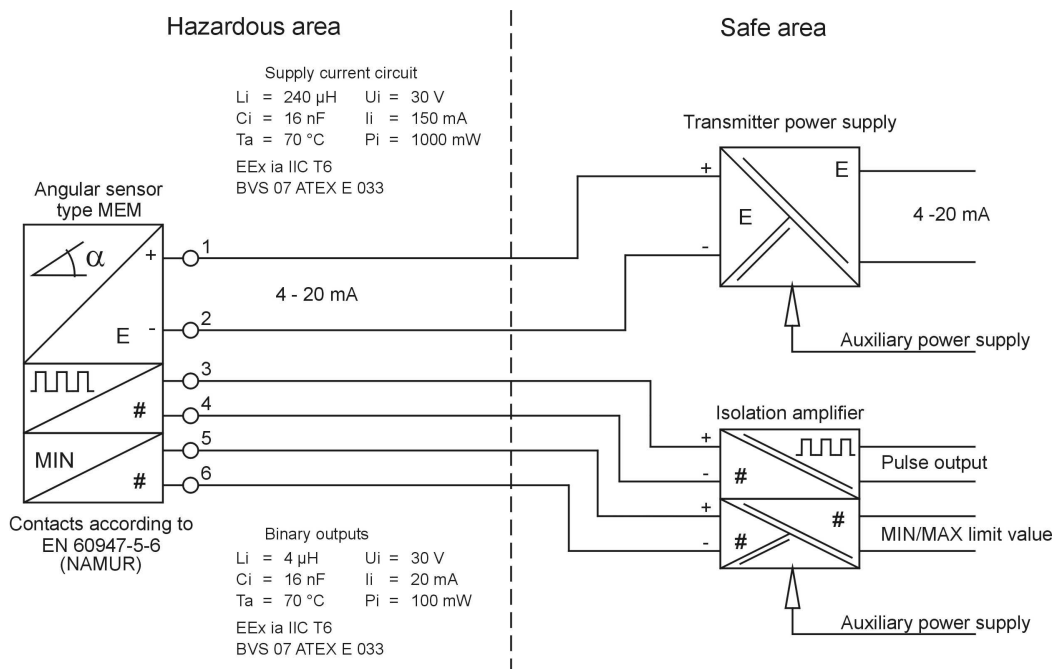 Hazardous area
Safe area
Supply current circuit
Li = 240 µH Ui = 30 V
Ci = 16 nF Ii = 150 mA
Ta = 70 °C Pi = 1000 mW
EEx ia IIC T6
BVS 07 ATEX E 033
Transmitter power supply
+
-
E
E
4 -20 mA
Auxiliary power supply
Angular sensor
type MEM
α
+
-
E
1
4 - 20 mA
2
3
#
4
5
MIN
#
6
Contacts according to
EN 60947-5-6
(NAMUR)
Isolation amplifier
+
-
#
Pulse output
+
-
#
#
MIN/MAX limit value
Auxiliary power supply
Binary outputs
Li = 4 µH Ui = 30 V
Ci = 16 nF Ii = 20 mA
Ta = 70 °C Pi = 100 mW
EEx ia IIC T6
BVS 07 ATEX E 033